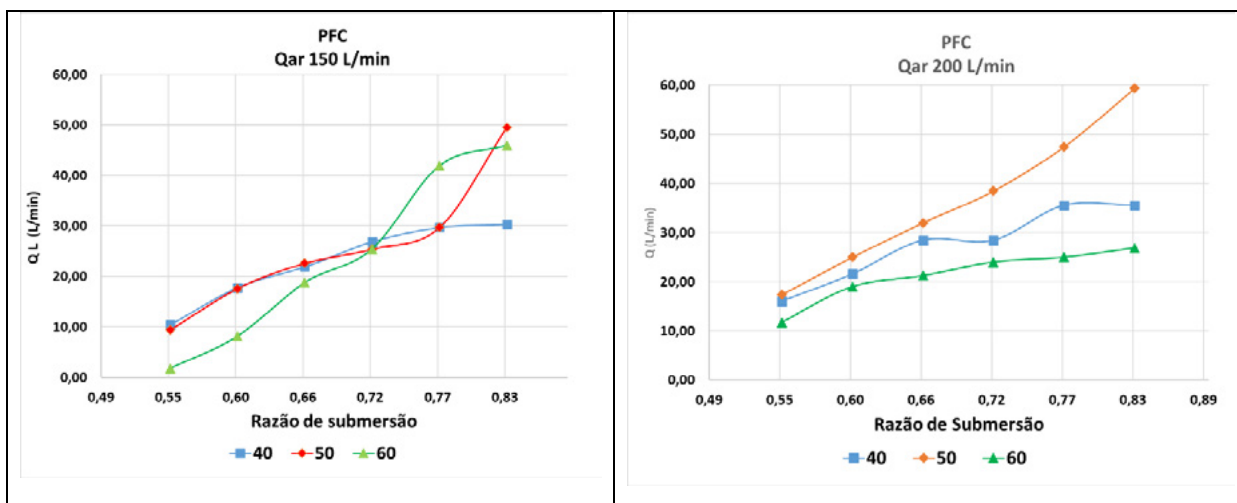 PFC
Qar 150 L/min
60,00
50,00
40,00
30,00
20,00
10,00
0,00
Q L (L/min)
0,49 0,55 0,60 0,66 0,72 0,77 0,83
Razão de submersão
40 50 60
PFC
Qar 200 L/min
60,00
50,00
40,00
30,00
20,00
10,00
0,00
Q (L/min)
0,49 0,55 0,60 0,66 0,72 0,77 0,83 0,89
Razão de Submersão
40 50 60